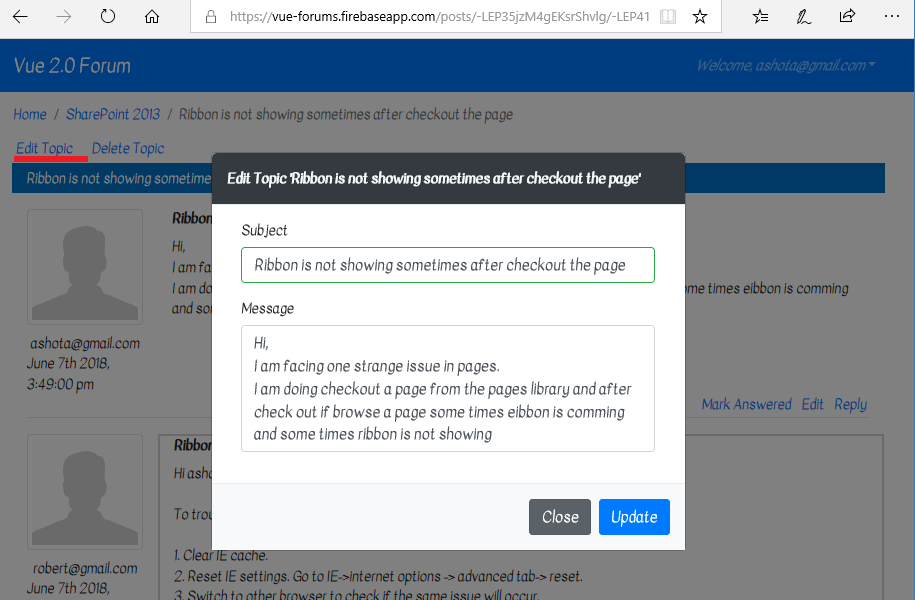 https://vue-forums.firebaseapp.com/posts/-LEP35jzM4gEKsrShvlg/-LEP41
Vue 2.0 Forum
Welcome, ashota@gmail.com
Home / SharePoint 2013 / Ribbon is not showing sometimes after checkout the page
Edit Topic Delete Topic
Ribbon is not showing sometime
Edit Topic 'Ribbon is not showing sometimes after checkout the page'
Subject
Ribbon is not showing sometimes after checkout the page
Message
Hi,
I am facing one strange issue in pages.
I am doing checkout a page from the pages library and after
check out if browse a page some times eibbon is comming
and some times ribbon is not showing
Close Update
Ribbon
Hi,
I am fa
I am do
me times eibbon is comming
and so
ashota@gmail.com
June 7th 2018,
3:49:00 pm
Mark Answered Edit Reply
Ribbon
Hi asho
To trou
1. Clear IE cache.
2. Reset IE settings. Go to IE->internet options -> advanced tab-> reset.
3. Switch to other browser to check if the same issue will occur.
robert@gmail.com
June 7th 2018,